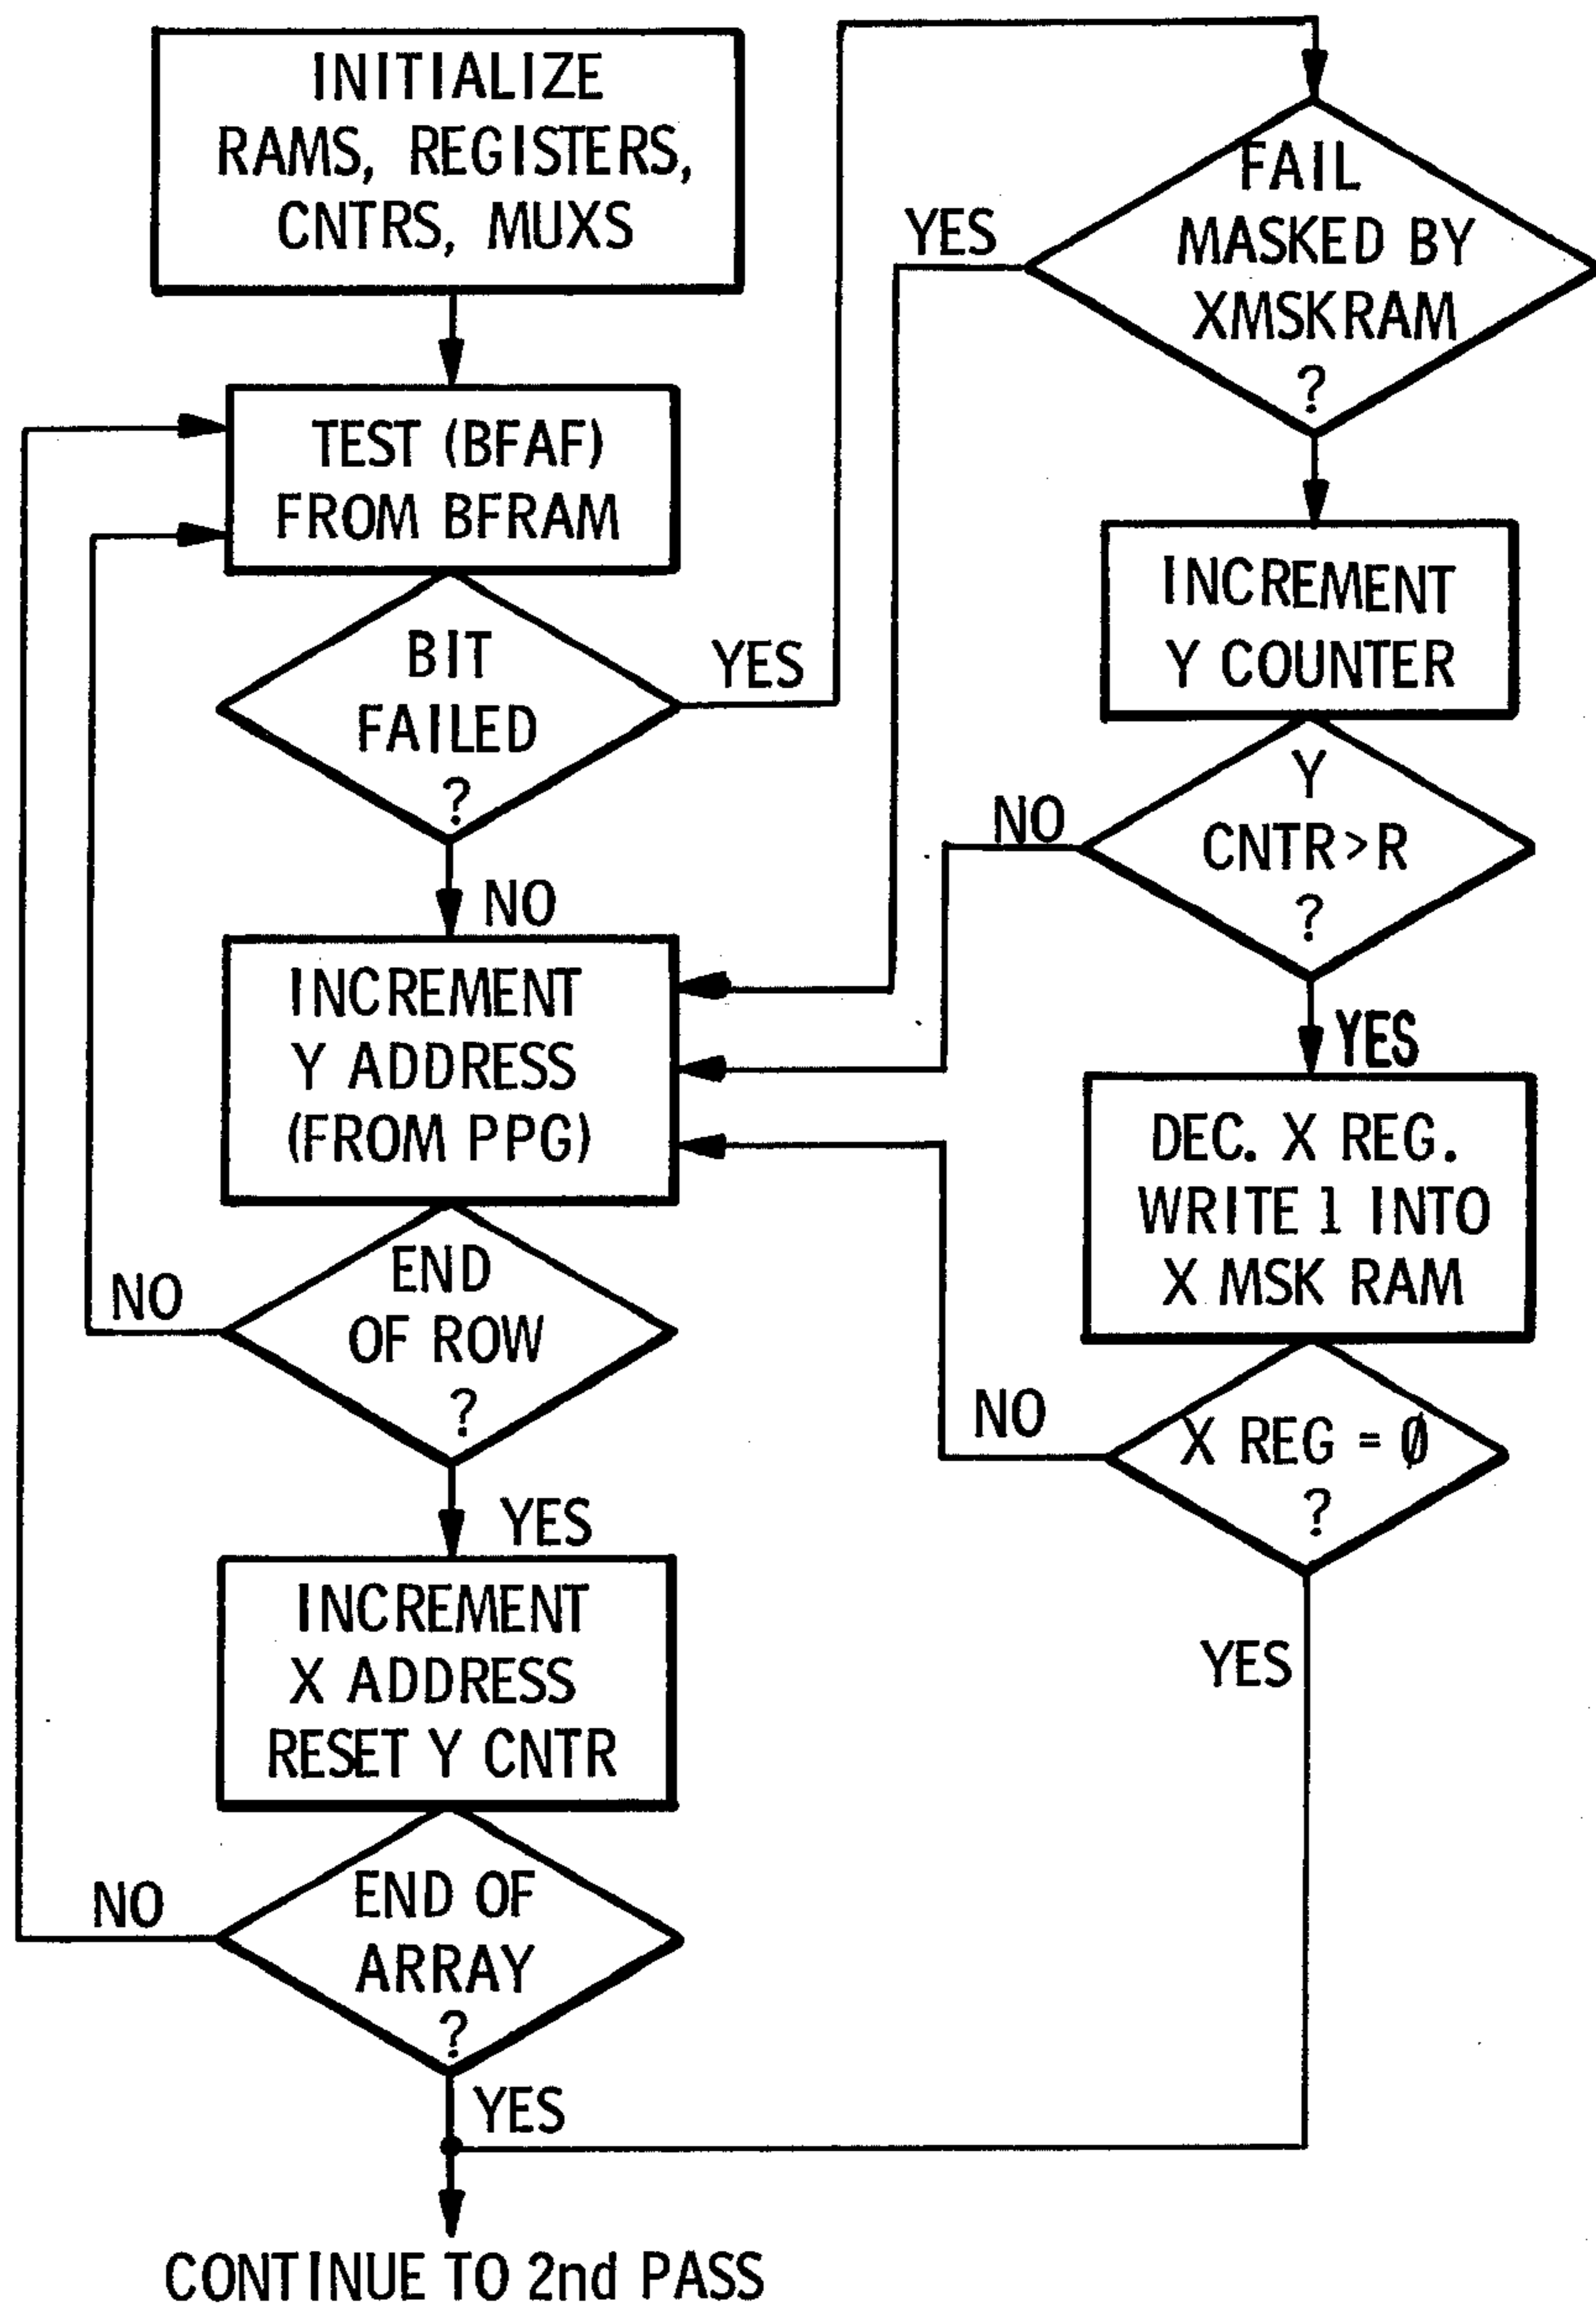 INITIALIZE
RAMS, REGISTERS,
CNTRS, MUXS
TEST (BFAF)
FROM BFRAM
BIT
FAILED
?
YES
NO
INCREMENT
Y ADDRESS
(FROM PPG)
END
OF ROW
?
NO
YES
INCREMENT
X ADDRESS
RESET Y CNTR
END OF
ARRAY
?
NO
YES
CONTINUE TO 2nd PASS
FAIL
MASKED BY
XMSKRAM
?
YES
INCREMENT
Y COUNTER
Y
CNTR>R
?
NO
YES
DEC. X REG.
WRITE 1 INTO
X MSK RAM
X REG = Ø
?
NO
YES